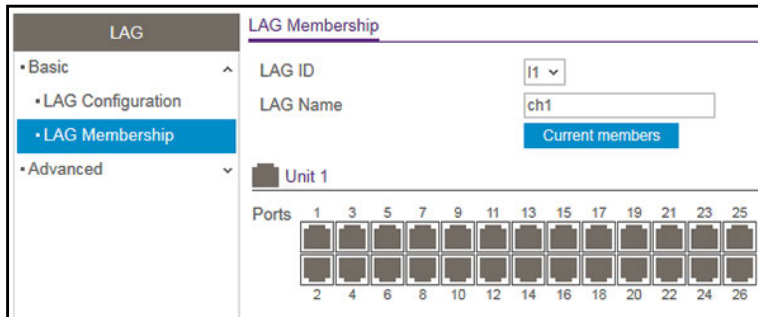 LAG
▪ Basic
▪ LAG Configuration
▪ LAG Membership
▪ Advanced
LAG Membership
LAG ID l1
LAG Name ch1
Current members
Unit 1
Ports 1 3 5 7 9 11 13 15 17 19 21 23 25
2 4 6 8 10 12 14 16 18 20 22 24 26